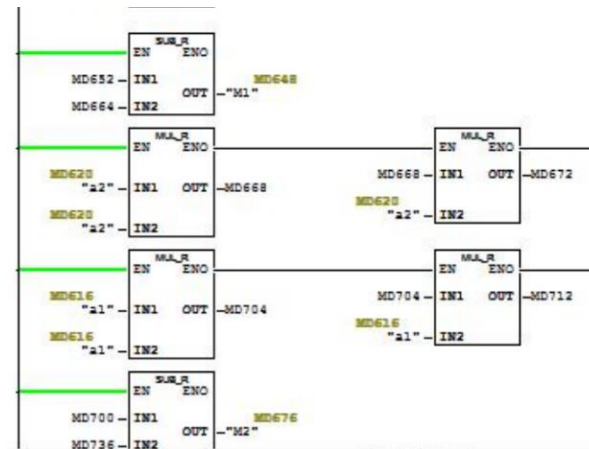 SUB_R
EN ENO
MD652 IN1 MD648
OUT "M1"
MD664 IN2
MUL_R MUL_R
EN ENO EN ENO
MD620 MD668 IN1 OUT MD672
"a2" IN1 OUT MD668
MD620 MD620
"a2" IN2 "a2" IN2
MUL_R MUL_R
EN ENO EN ENO
MD616 MD704 IN1 OUT MD712
"a1" IN1 OUT MD704
MD616 MD616
"a1" IN2 "a1" IN2
SUB_R
EN ENO
MD700 IN1 MD676
OUT "M2"
MD736 IN2